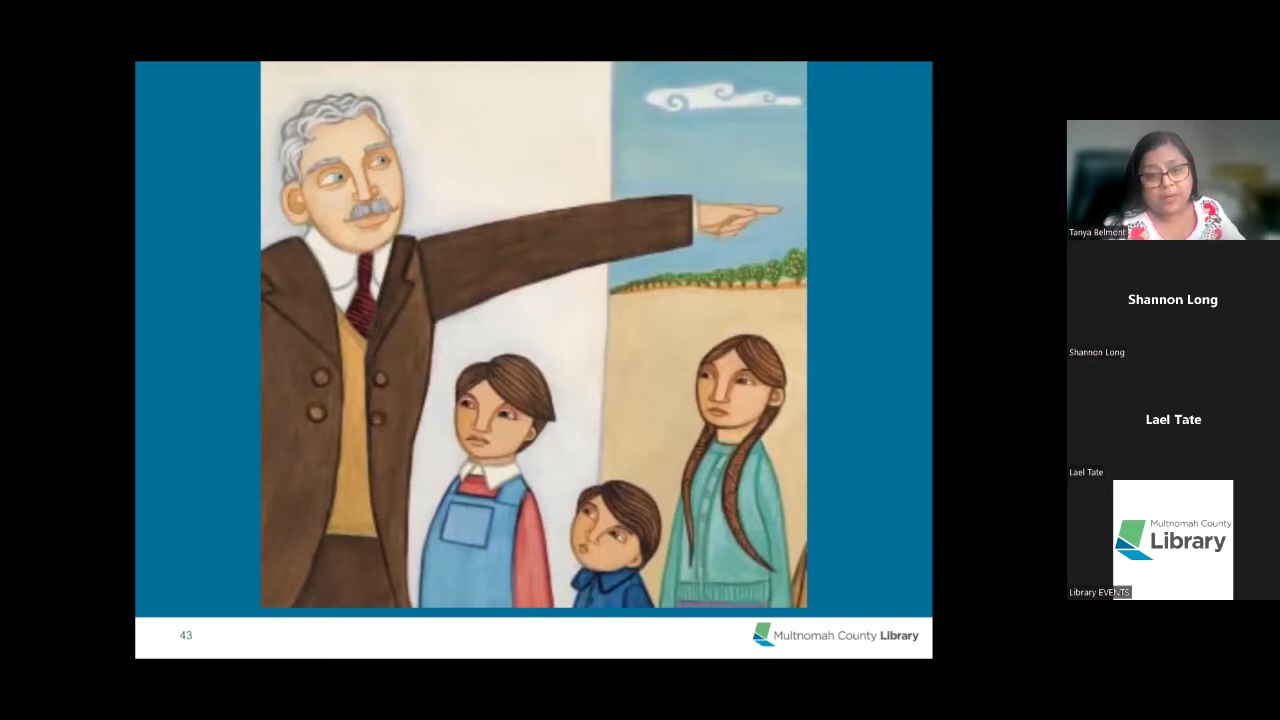 43
Multnomah County Library
Tanya Belmont
Shannon Long
Shannon Long
Lael Tate
Lael Tate
Multnomah County
Library
Library EVENTS